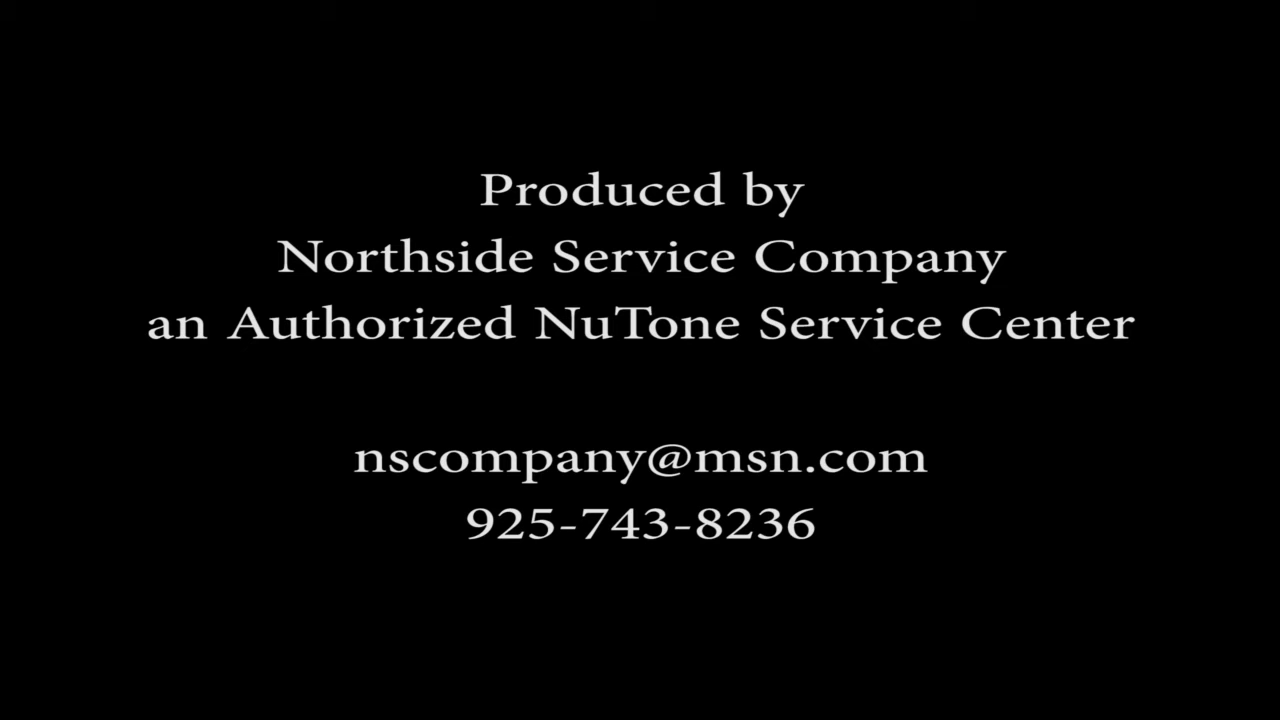 Produced by
Northside Service Company
an Authorized NuTone Service Center
nscompany@msn.com
925-743-8236